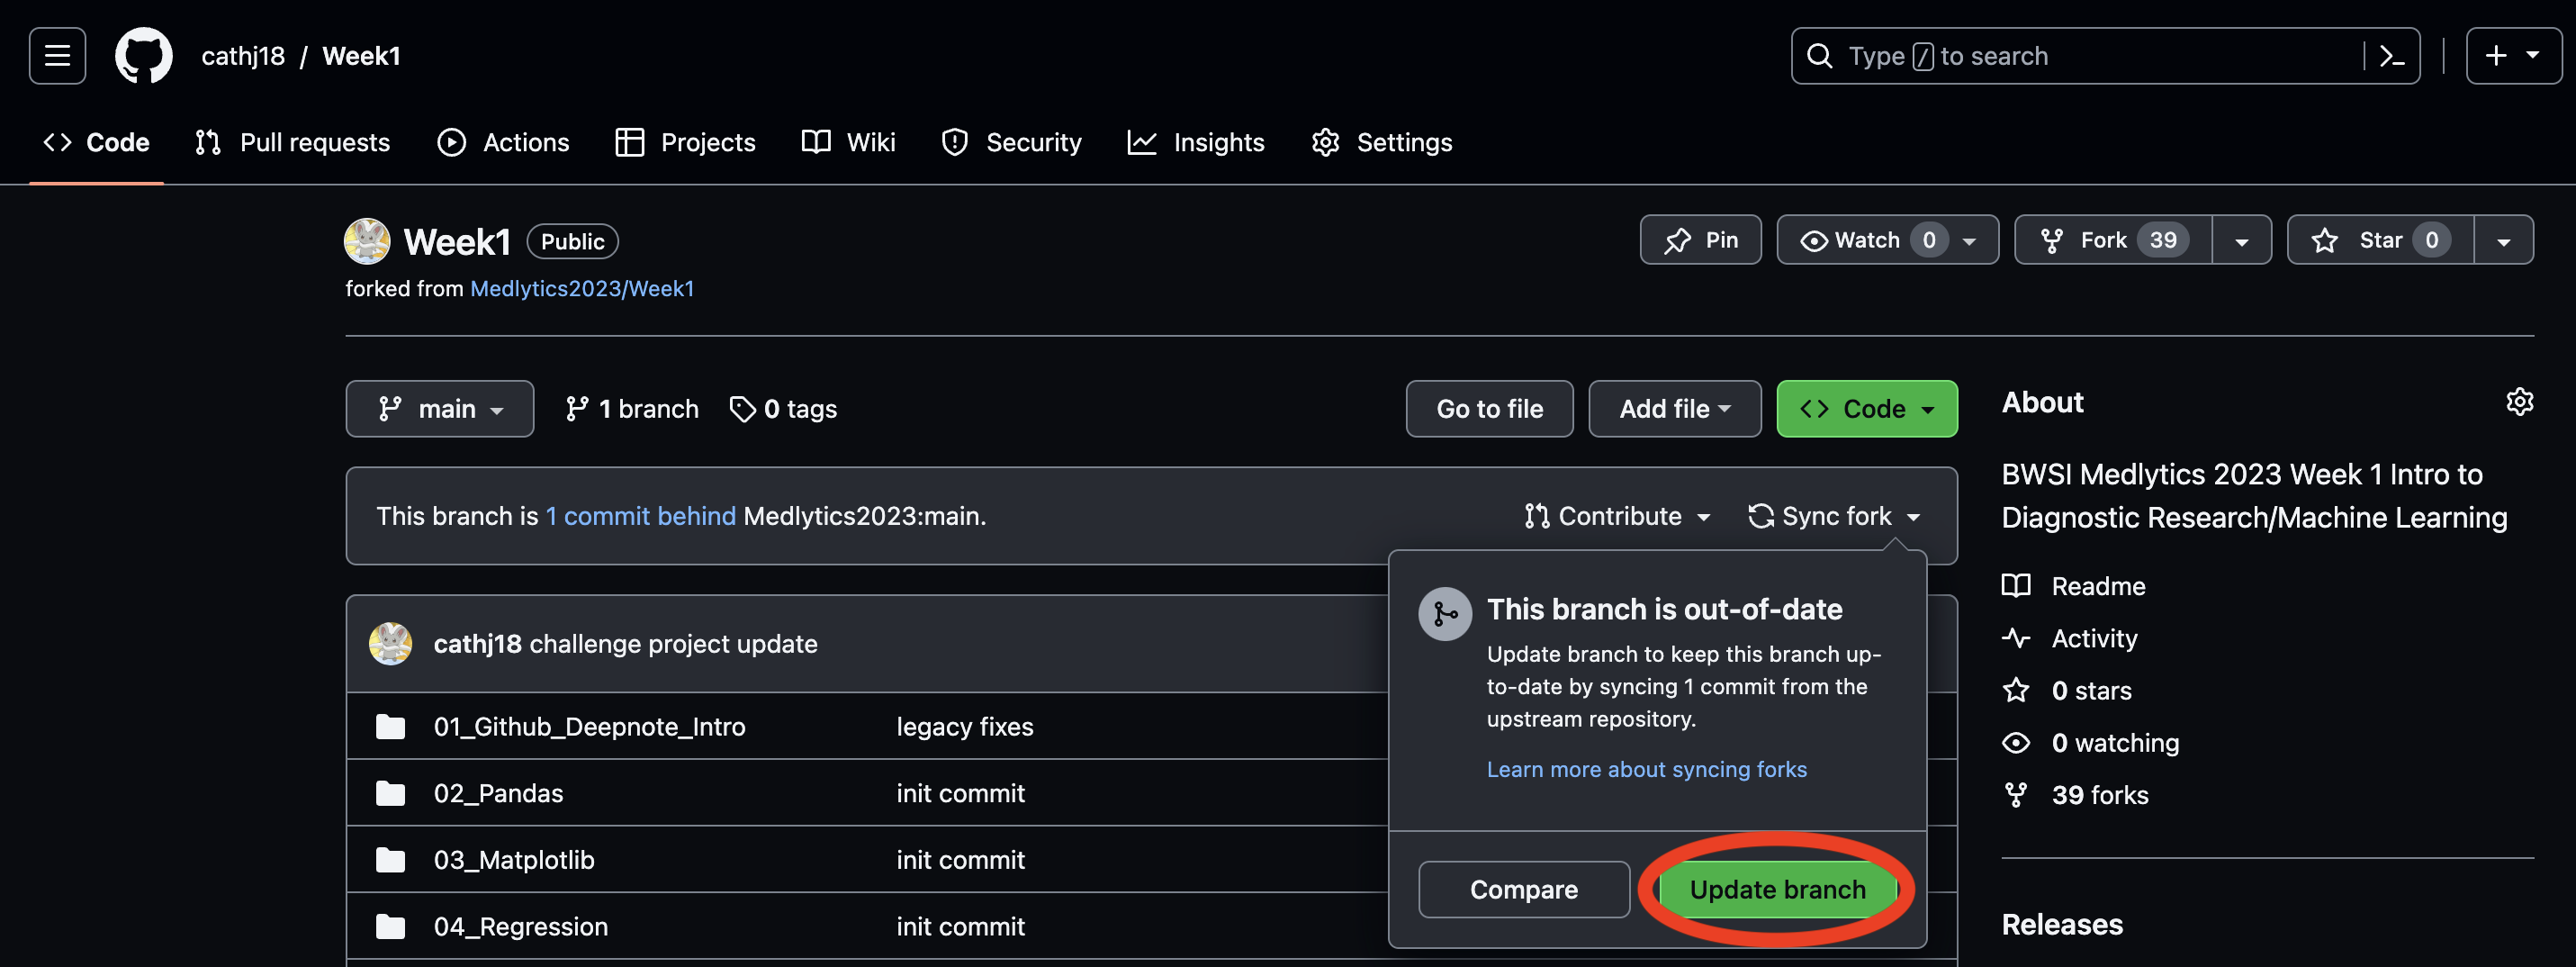 cathj18 / Week1
Type / to search
Code Pull requests Actions Projects Wiki Security Insights Settings
Week1 Public
Pin Watch 0 Fork 39 Star 0
forked from Medlytics2023/Week1
main 1 branch 0 tags
Go to file Add file Code
This branch is 1 commit behind Medlytics2023:main.
Contribute Sync fork
cathj18 challenge project update
01_Github_Deepnote_Intro legacy fixes
02_Pandas init commit
03_Matplotlib init commit
04_Regression init commit
This branch is out-of-date
Update branch to keep this branch up-
to-date by syncing 1 commit from the
upstream repository.
Learn more about syncing forks
Compare Update branch
About
BWSI Medlytics 2023 Week 1 Intro to
Diagnostic Research/Machine Learning
Readme
Activity
0 stars
0 watching
39 forks
Releases